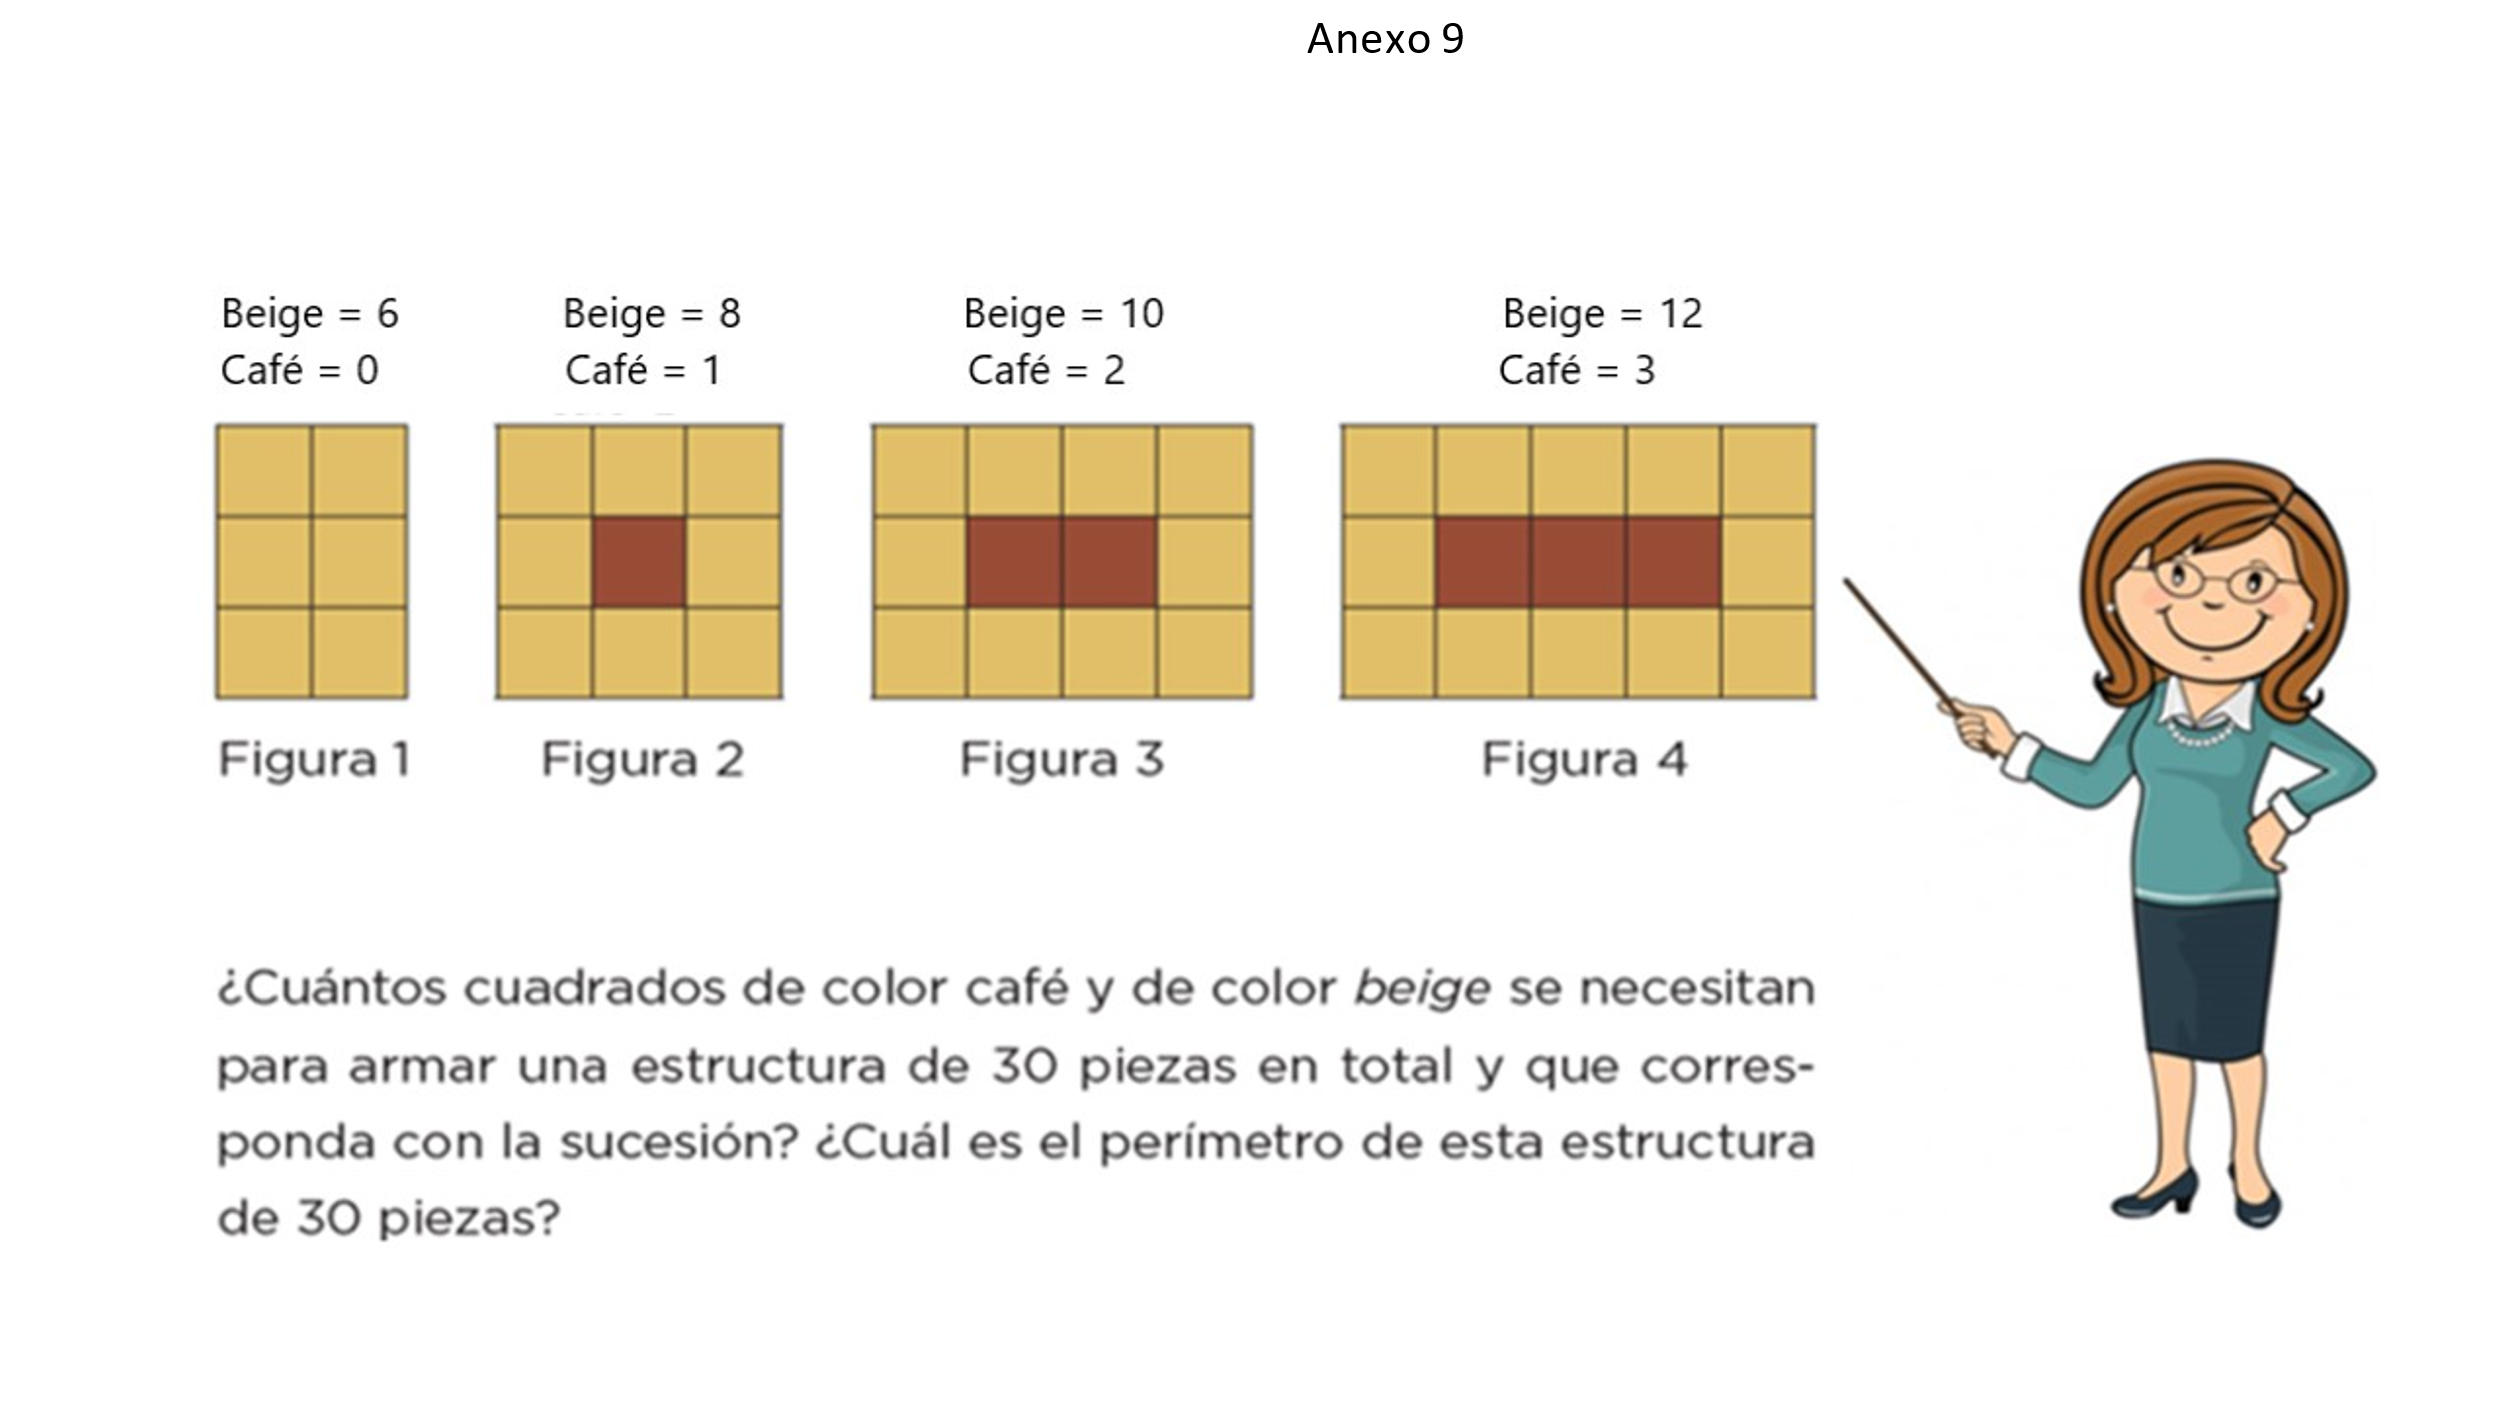 Anexo 9
Beige = 6
Café = 0
Beige = 8
Café = 1
Beige = 10
Café = 2
Beige = 12
Café = 3
Figura 1
Figura 2
Figura 3
Figura 4
¿Cuántos cuadrados de color café y de color beige se necesitan
para armar una estructura de 30 piezas en total y que corres-
ponda con la sucesión? ¿Cuál es el perímetro de esta estructura
de 30 piezas?